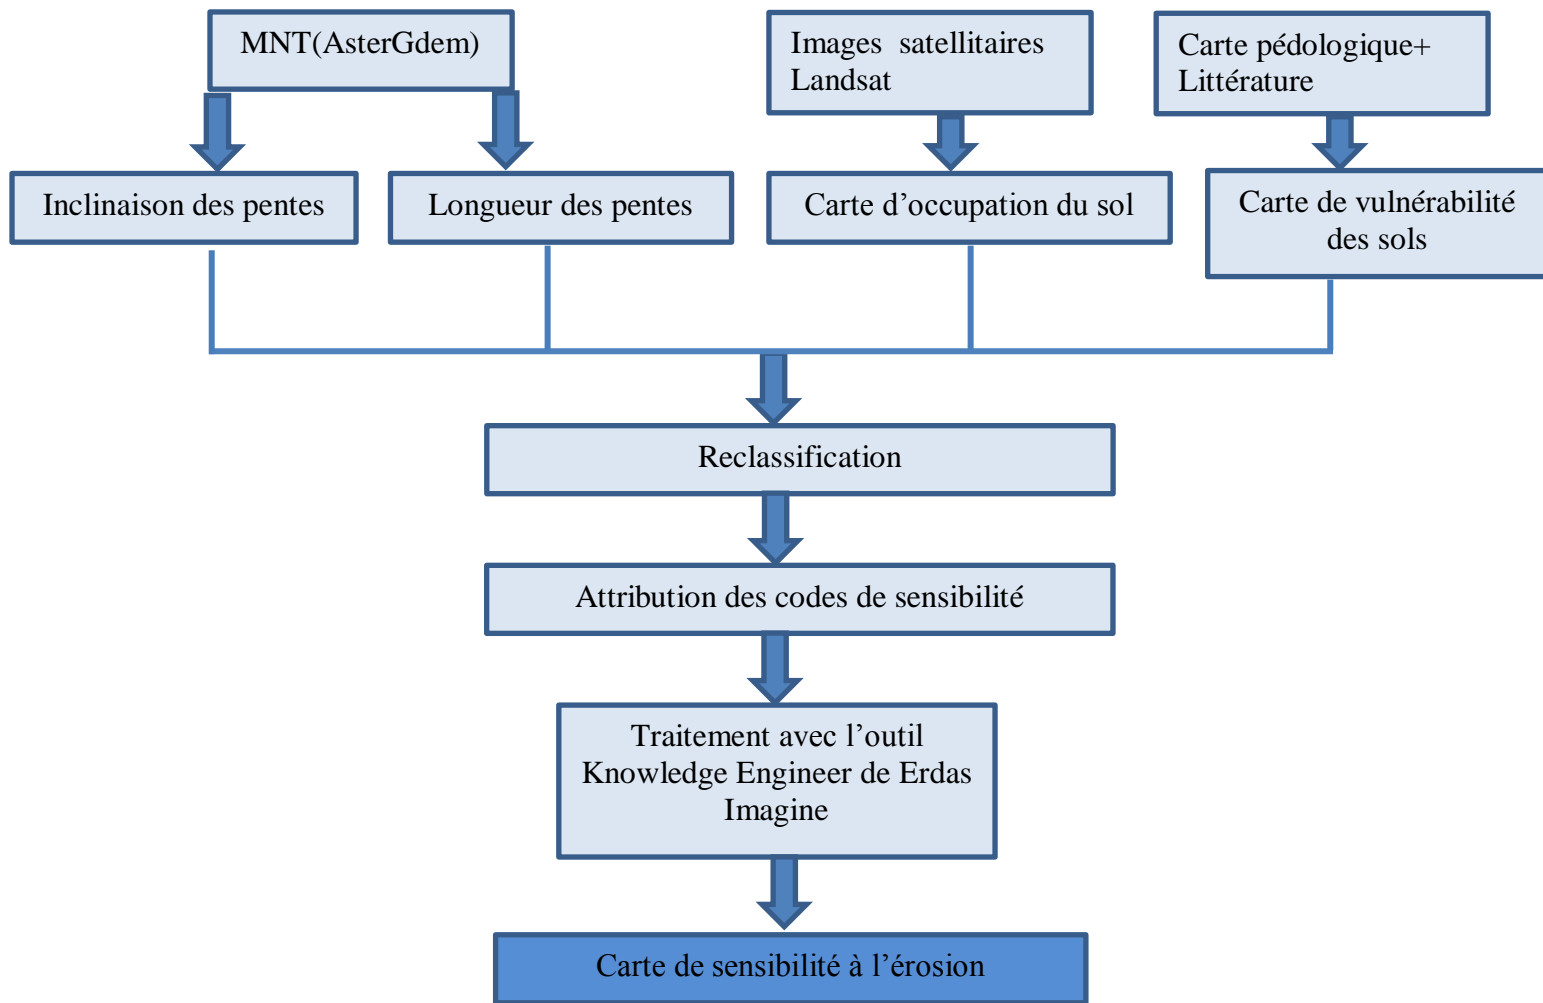 MNT(AsterGdem)
Images satellitaires
Landsat
Carte pédologique+
Littérature
Inclinaison des pentes
Longueur des pentes
Carte d’occupation du sol
Carte de vulnérabilité
des sols
Reclassification
Attribution des codes de sensibilité
Traitement avec l’outil
Knowledge Engineer de Erdas
Imagine
Carte de sensibilité à l’érosion